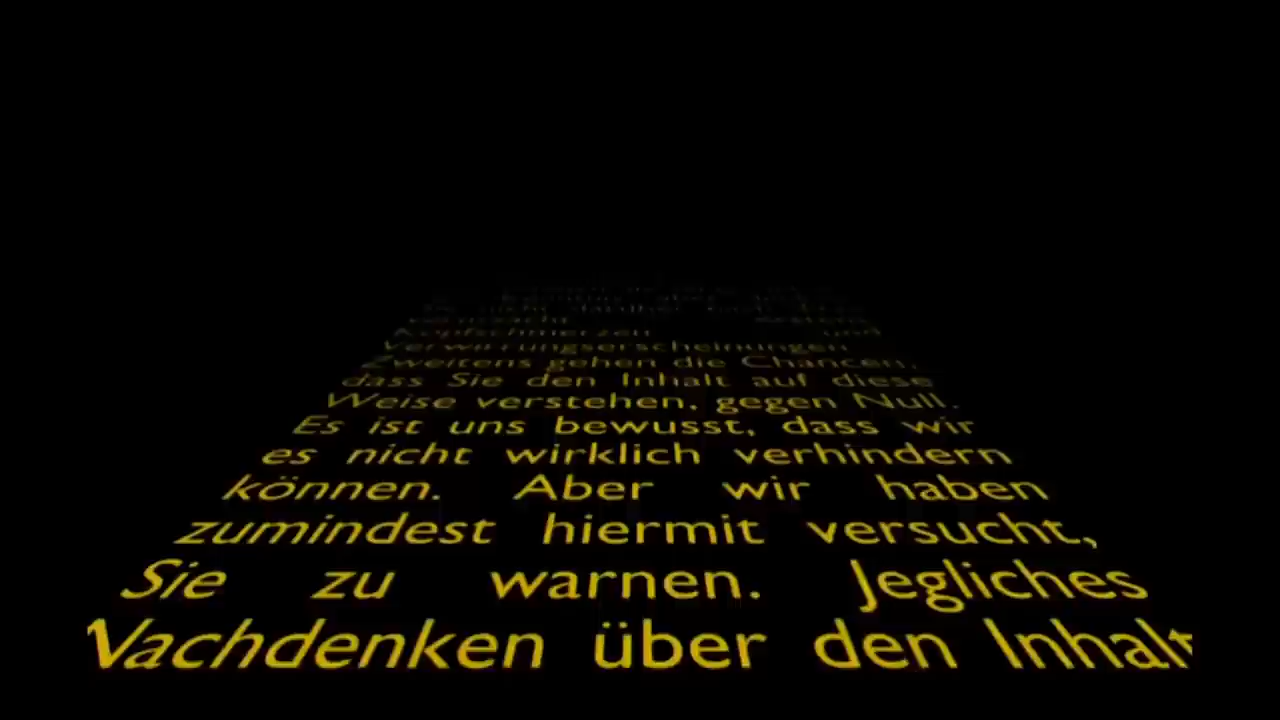 Kopfschmerzen und
Verwirrungserscheinungen
Zweitens gehen die Chancen,
dass Sie den Inhalt auf diese
Weise verstehen, gegen Null.
Es ist uns bewusst, dass wir
es nicht wirklich verhindern
können. Aber wir haben
zumindest hiermit versucht,
Sie zu warnen. Jegliches
Nachdenken über den Inhalt